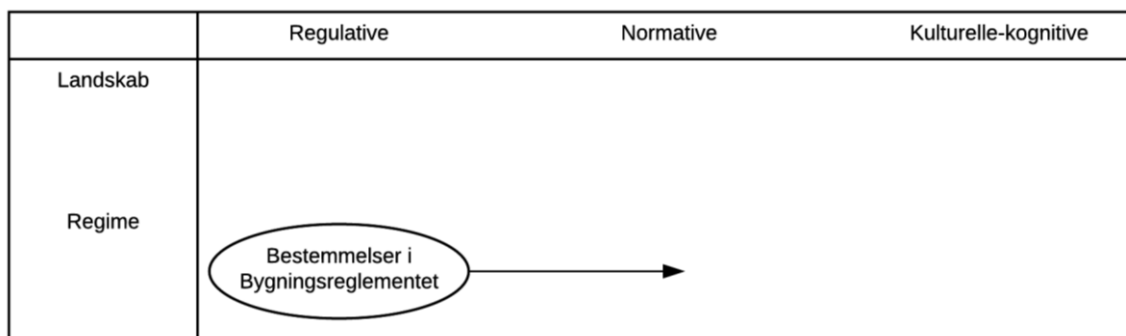 Regulative Normative Kulturelle-kognitive
Landskab
Regime
Bestemmelser i
Bygningsreglementet